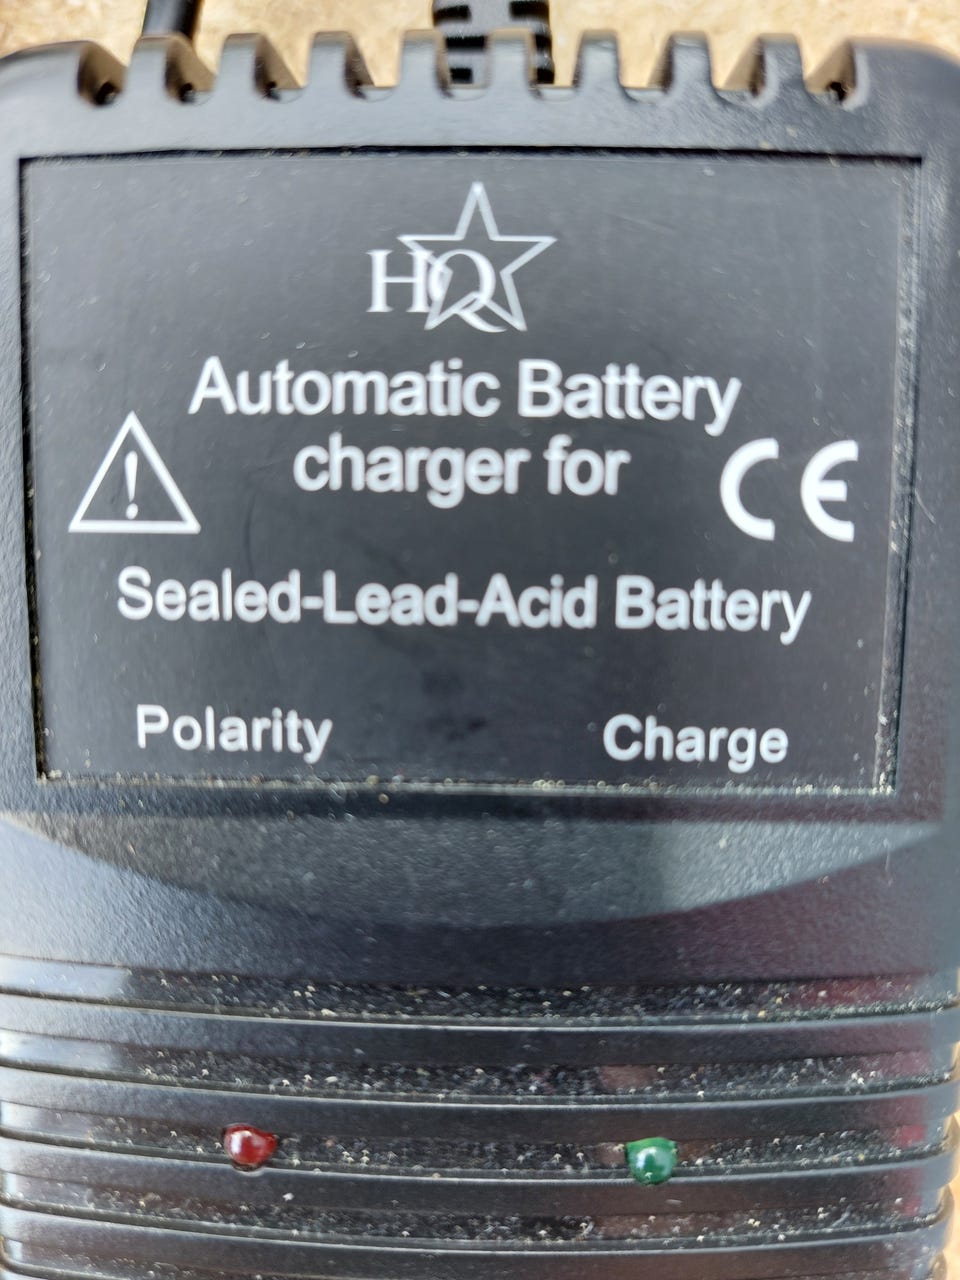 HQ
Automatic Battery
charger for
CE
Sealed-Lead-Acid Battery
Polarity Charge